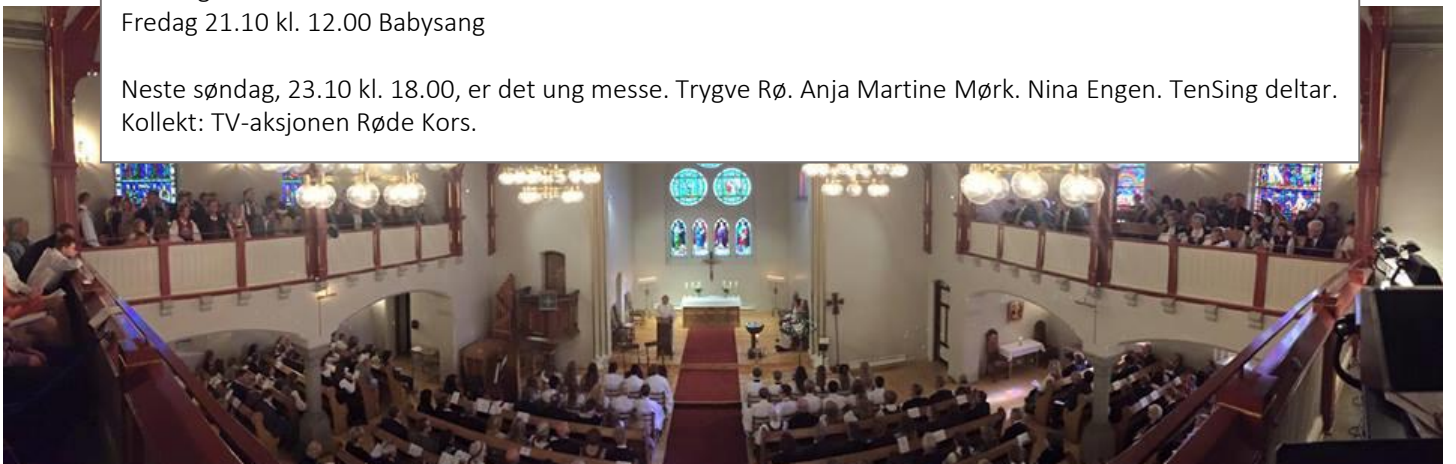 Fredag 21.10 kl. 12.00 Babysang
Neste søndag, 23.10 kl. 18.00, er det ung messe. Trygve Rø. Anja Martine Mørk. Nina Engen. TenSing deltar.
Kollekt: TV-aksjonen Røde Kors.